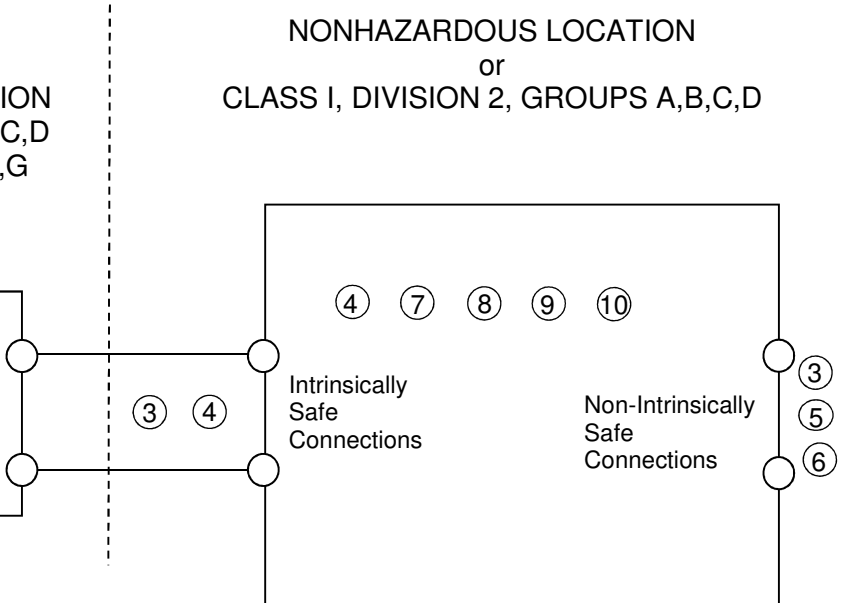 NONHAZARDOUS LOCATION
or
CLASS I, DIVISION 2, GROUPS A,B,C,D
ION
C,D
,G
4 7 8 9 10
3 4
Intrinsically
Safe
Connections
Non-Intrinsically
Safe
Connections
3
5
6